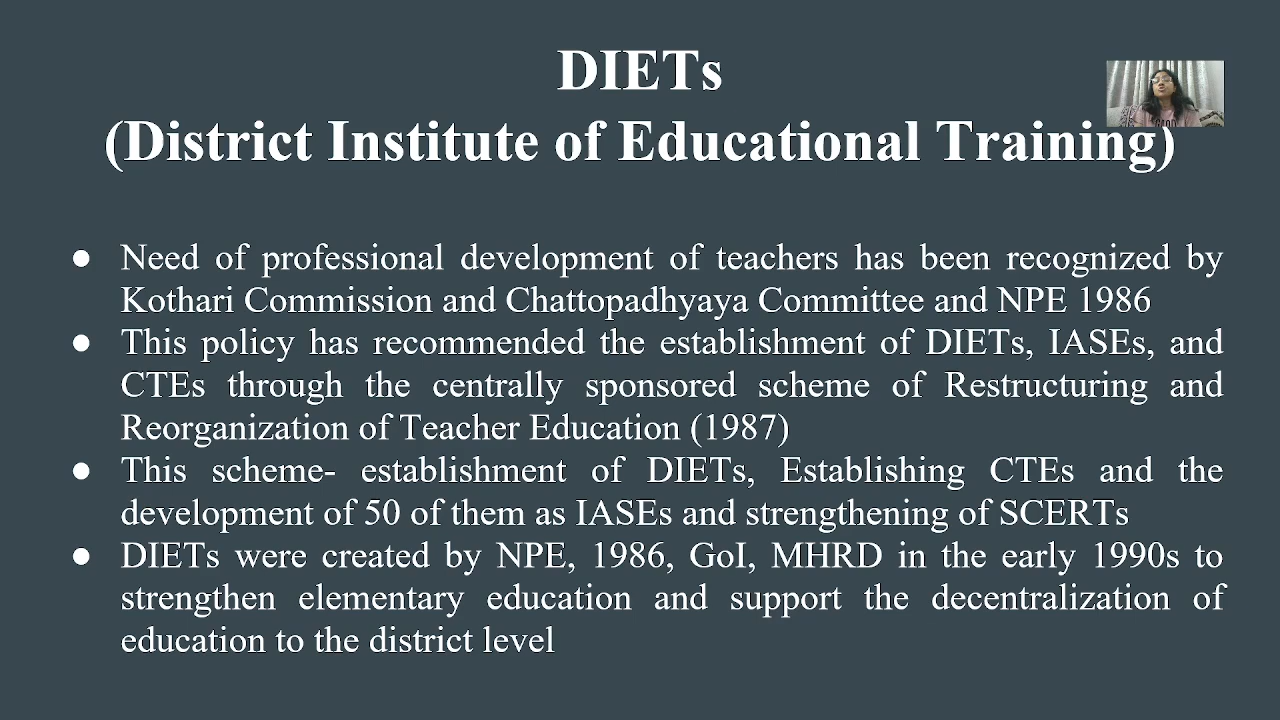 DIETs
(District Institute of Educational Training)
● Need of professional development of teachers has been recognized by
Kothari Commission and Chattopadhyaya Committee and NPE 1986
● This policy has recommended the establishment of DIETs, IASEs, and
CTEs through the centrally sponsored scheme of Restructuring and
Reorganization of Teacher Education (1987)
● This scheme- establishment of DIETs, Establishing CTEs and the
development of 50 of them as IASEs and strengthening of SCERTs
● DIETs were created by NPE, 1986, GoI, MHRD in the early 1990s to
strengthen elementary education and support the decentralization of
education to the district level